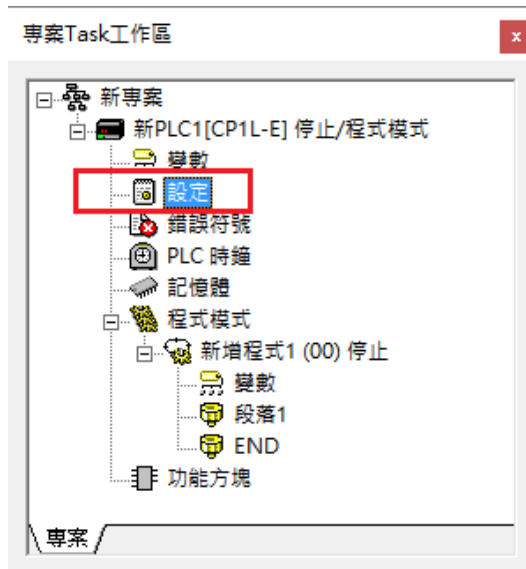 專案Task工作區
x
新專案
新PLC1[CP1L-E] 停止/程式模式
變數
設定
錯誤符號
PLC 時鐘
記憶體
程式模式
新增程式1 (00) 停止
變數
段落1
END
功能方塊
專案